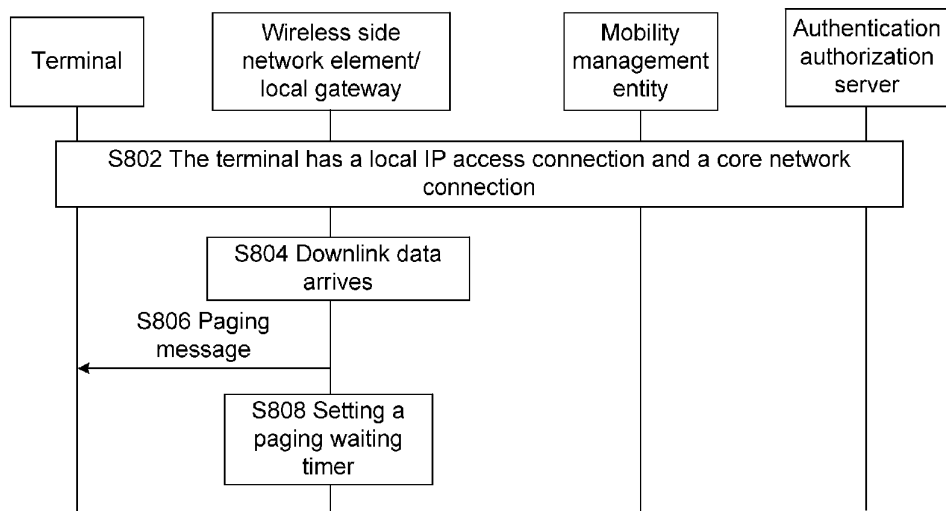 Terminal
Wireless side
network element/
local gateway
Mobility
management
entity
Authentication
authorization
server
S802 The terminal has a local IP access connection and a core network
connection
S804 Downlink data
arrives
S806 Paging
message
S808 Setting a
paging waiting
timer